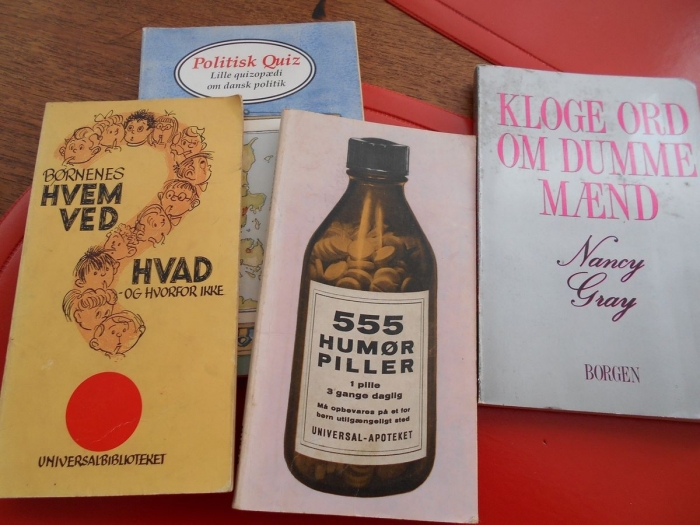 Politisk Quiz
Lille quizopædi
om dansk politik
BØRNENES
HVEM
VED
HVAD
-OG HVORFOR IKKE
UNIVERSALBIBLIOTEKET
555
HUMØR
PILLER
1 pille
3 gange daglig
Må opbevares på et for
børn utilgængeligt sted
UNIVERSAL-APOTEKET
KLOGE ORD
OM DUMME
MÆND
Nancy
Gray
BORGEN